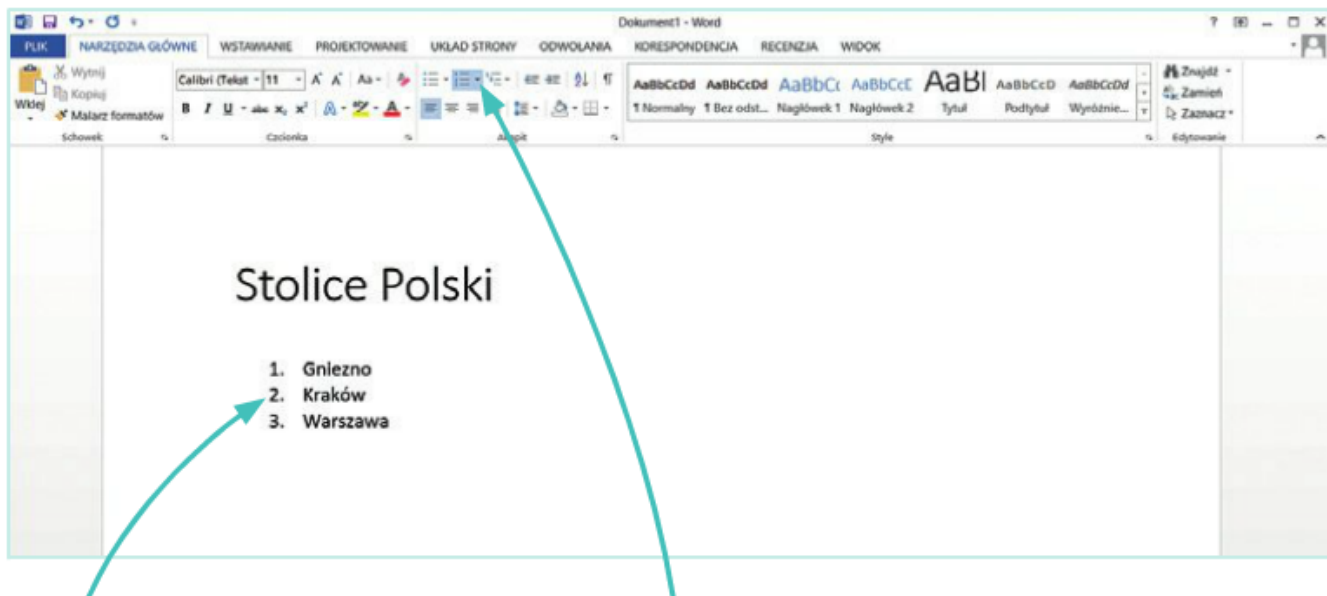 Dokument1 - Word
PLIK NARZĘDZIA GŁÓWNE WSTAWIANIE PROJEKTOWANIE UKŁAD STRONY ODWOŁANIA KORESPONDENCJA RECENZJA WIDOK
Wklej
Wytnij
Kopiuj
Malarz formatów
Schowek
Calibri (Tekst 11
Czcionka
Akapit
AaBbCcDd AaBbCcDd AaBbCc AaBbCcE AaBl AaBbCcD AaBbCcDd
¶ Normalny ¶ Bez odst... Nagłówek 1 Nagłówek 2 Tytuł Podtytuł Wyróżnie...
Style
Znajdź
Zamień
Zaznacz
Edytowanie
Stolice Polski
1. Gniezno
2. Kraków
3. Warszawa